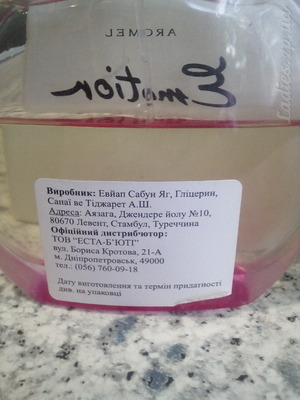 AROMEL
Emotion
Виробник: Евйап Сабун Яг, Гліцерин,
Санаї ве Тіджарет А.Ш.
Адреса: Аязага, Джендере йолу №10,
80670 Левент, Стамбул, Туреччина
Офіційний дистриб'ютор:
ТОВ "ЕСТА-Б'ЮТІ"
вул. Бориса Кротова, 21-А
м. Дніпропетровськ, 49000
тел.: (056) 760-09-18
Дату виготовлення та термін придатності
див. на упаковці